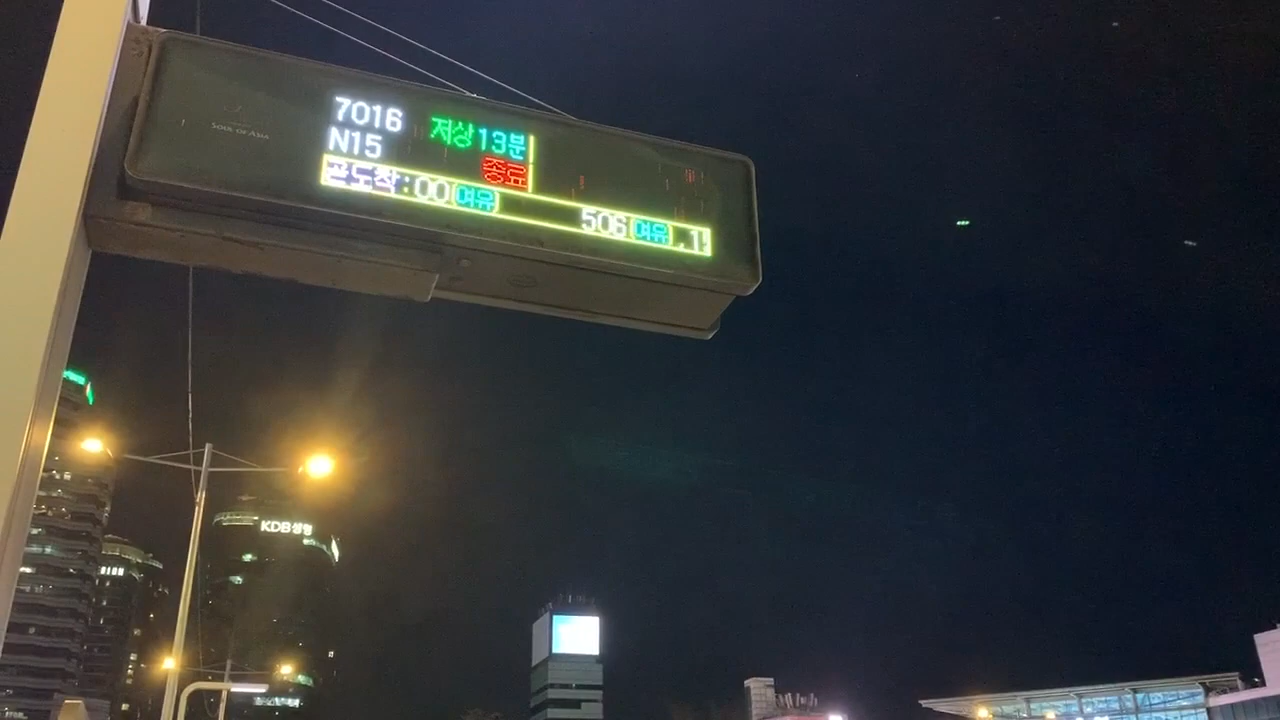 SOUL OF ASIA
7016 저상 13분
N15 종료
곧도착:00 여유 506 여유 ,1
KDB생명